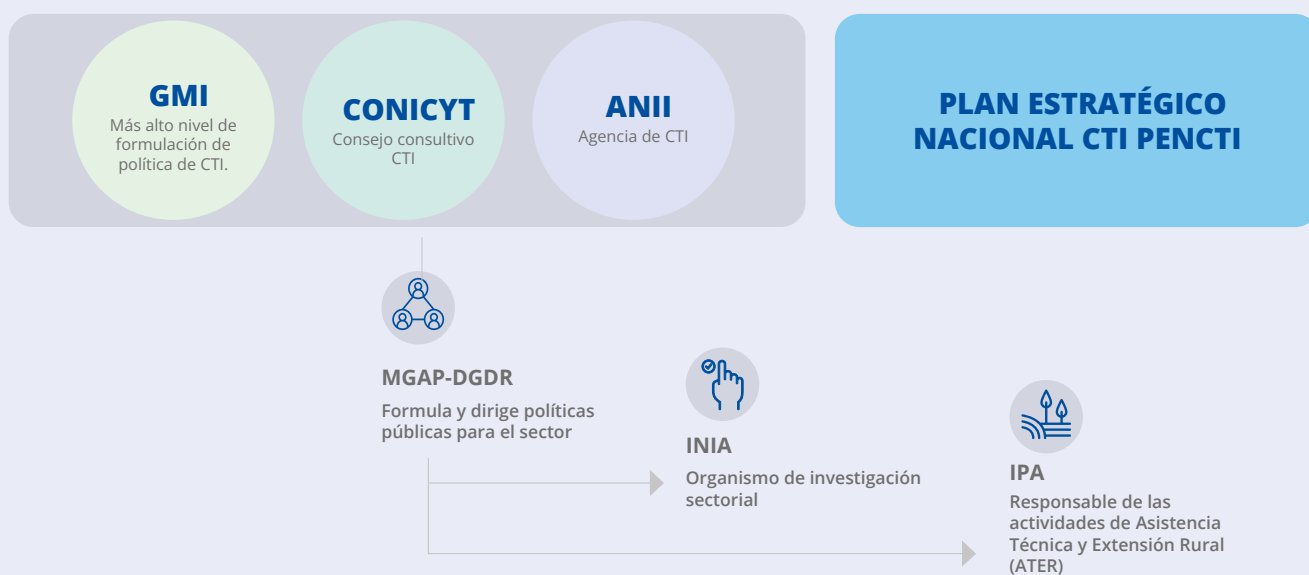 GMI
Más alto nivel de
formulación de
política de CTI.
CONICYT
Consejo consultivo
CTI
ANII
Agencia de CTI
PLAN ESTRATÉGICO
NACIONAL CTI PENCTI
MGAP-DGDR
Formula y dirige políticas
públicas para el sector
INIA
Organismo de investigación
sectorial
IPA
Responsable de las
actividades de Asistencia
Técnica y Extensión Rural
(ATER)